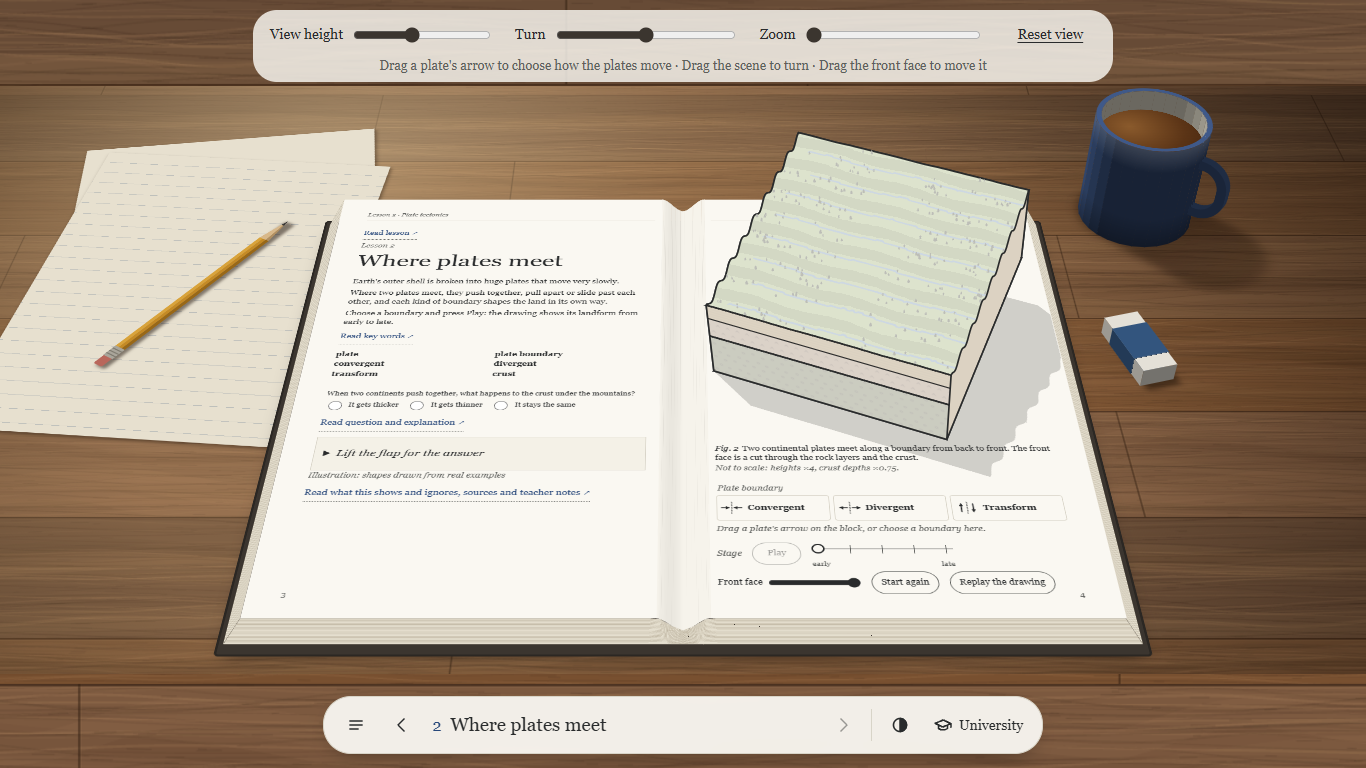 View height
Turn
Zoom
Reset view
Drag a plate's arrow to choose how the plates move · Drag the scene to turn · Drag the front face to move it
Lesson 2 · Plate tectonics
Read lesson ↗
Lesson 2
Where plates meet
Earth's outer shell is broken into huge plates that move very slowly.
Where two plates meet, they push together, pull apart or slide past each
other, and each kind of boundary shapes the land in its own way.
Choose a boundary and press Play: the drawing shows its landform from
early to late.
Read key words ↗
plate
plate boundary
convergent
divergent
transform
crust
When two continents push together, what happens to the crust under the mountains?
It gets thicker
It gets thinner
It stays the same
Read question and explanation ↗
► Lift the flap for the answer
Illustration: shapes drawn from real examples
Read what this shows and ignores, sources and teacher notes ↗
3
Fig. 2 Two continental plates meet along a boundary from back to front. The front
face is a cut through the rock layers and the crust.
Not to scale: heights ×4, crust depths ×0.75.
Plate boundary
Convergent
Divergent
Transform
Drag a plate's arrow on the block, or choose a boundary here.
Stage
Play
early
late
Front face
Start again
Replay the drawing
4
2 Where plates meet
University